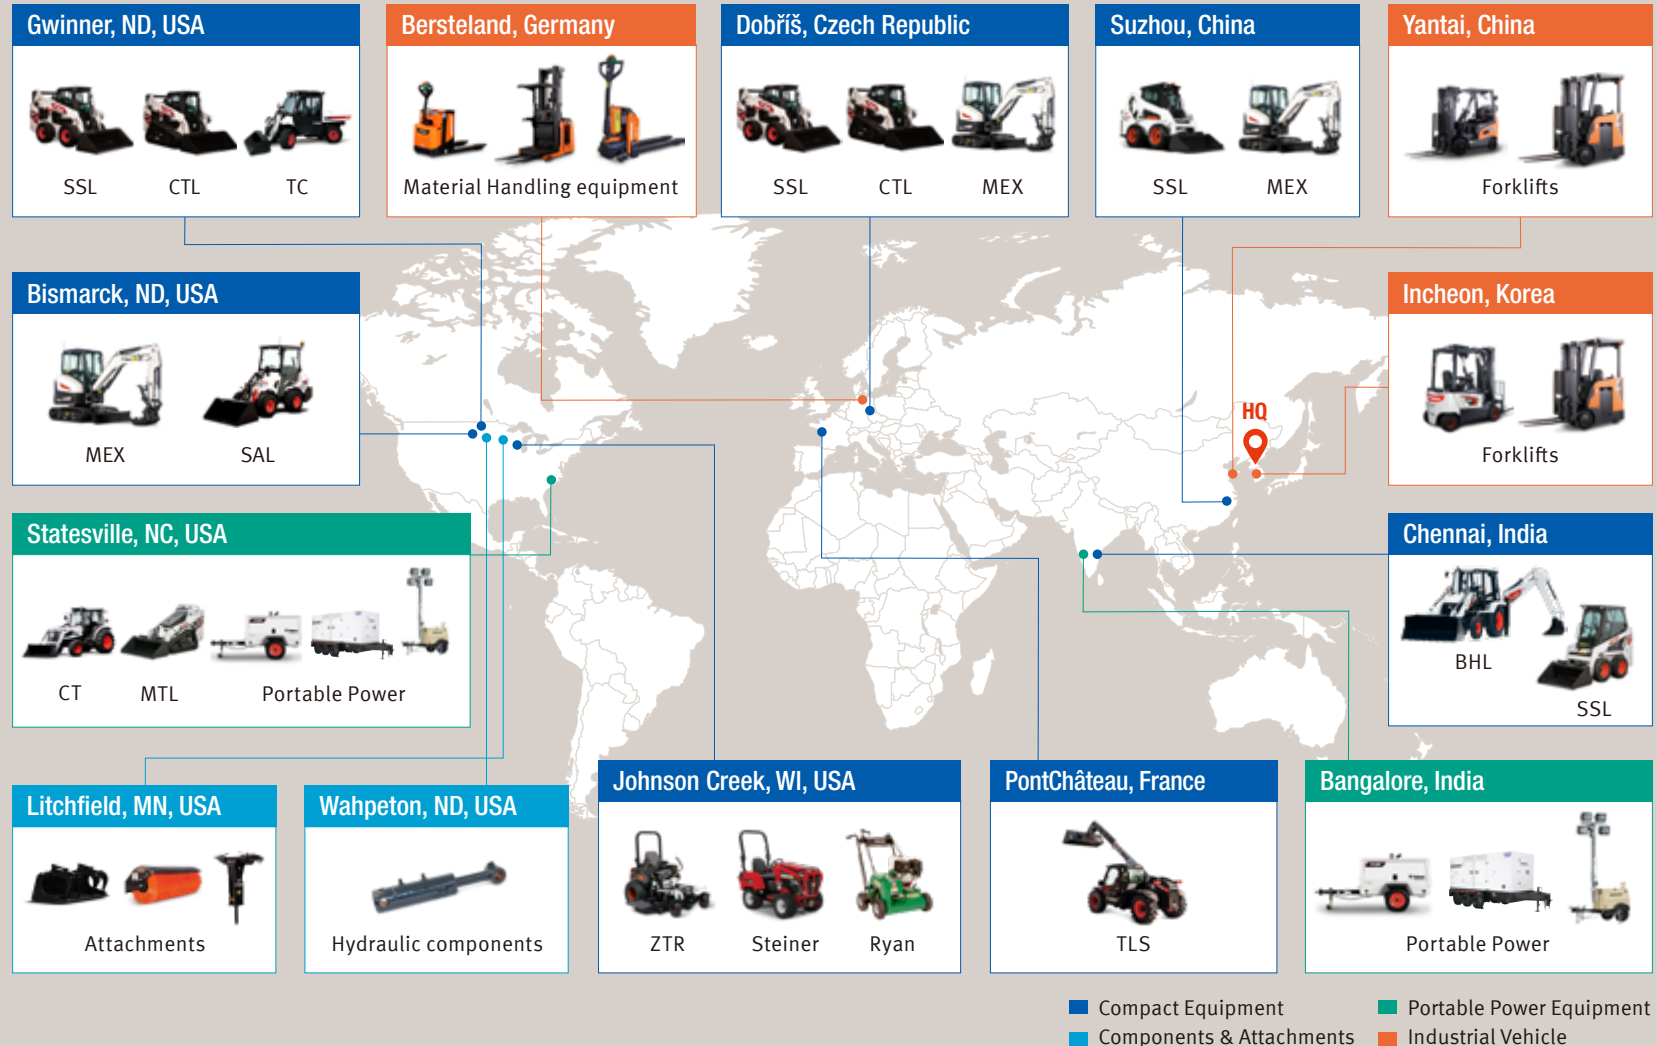 Gwinner, ND, USA
SSL CTL TC
Bersteland, Germany
Material Handling equipment
Dobříš, Czech Republic
SSL CTL MEX
Suzhou, China
SSL MEX
Yantai, China
Forklifts
Bismarck, ND, USA
MEX SAL
HQ
Incheon, Korea
Forklifts
Statesville, NC, USA
CT MTL Portable Power
Chennai, India
BHL
SSL
Litchfield, MN, USA
Attachments
Wahpeton, ND, USA
Hydraulic components
Johnson Creek, WI, USA
ZTR Steiner Ryan
PontChâteau, France
TLS
Bangalore, India
Portable Power
Compact Equipment
Portable Power Equipment
Components & Attachments
Industrial Vehicle